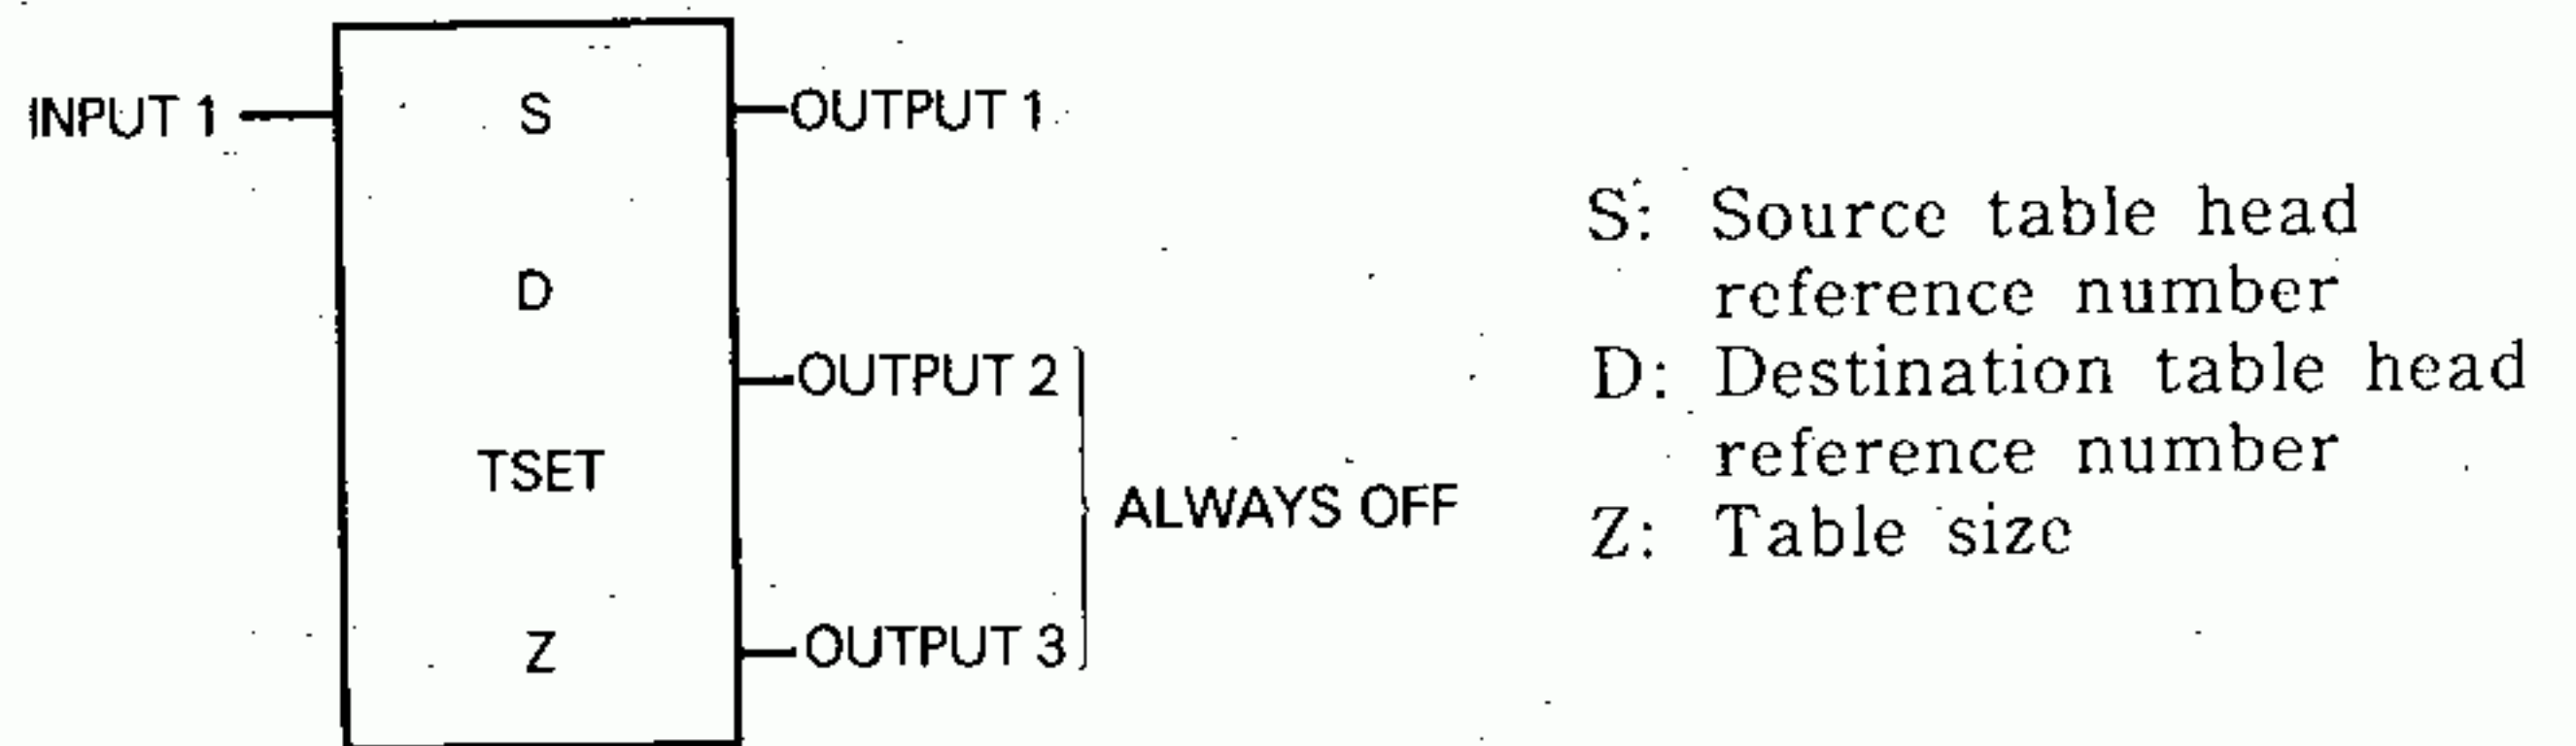 INPUT 1
S
OUTPUT 1
D
OUTPUT 2
TSET
ALWAYS OFF
Z
OUTPUT 3
S: Source table head
reference number
D: Destination table head
reference number
Z: Table size